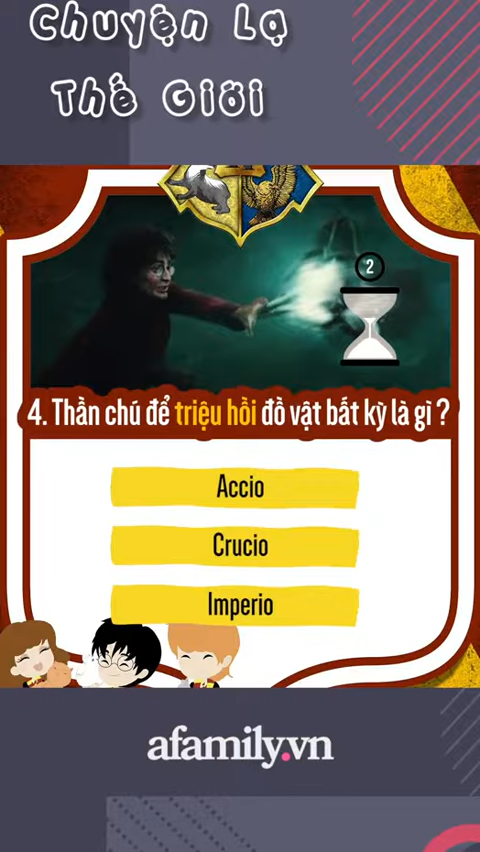 Chuyện Lạ
Thế Giới
2
4. Thần chú để triệu hồi đồ vật bất kỳ là gì ?
Accio
Crucio
Imperio
afamily.vn